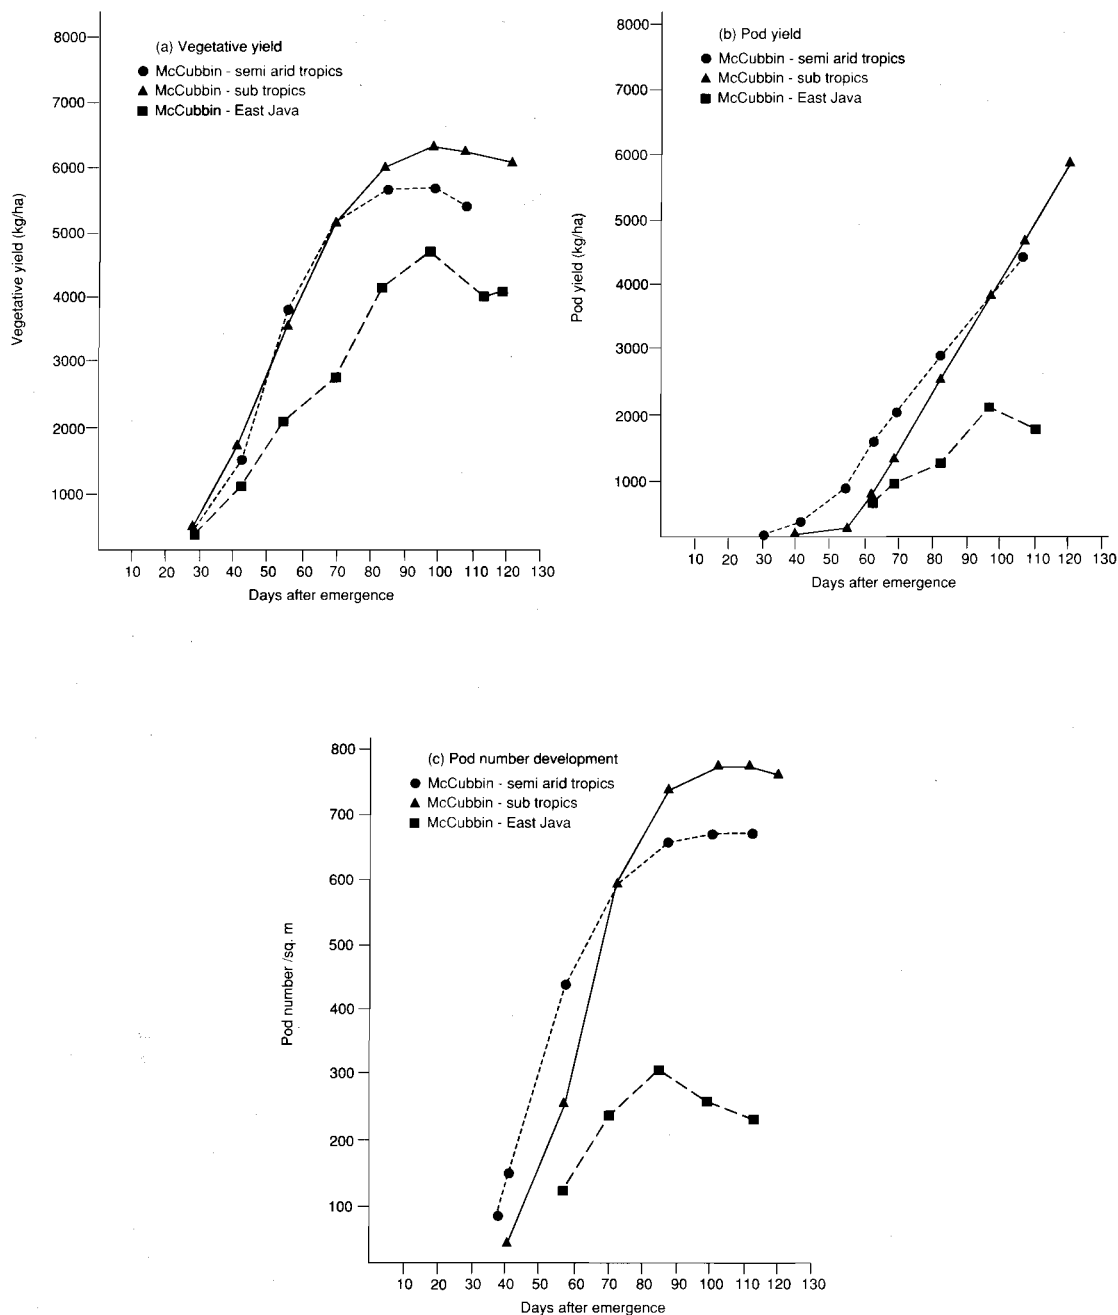 (a) Vegetative yield
McCubbin - semi arid tropics
McCubbin - sub tropics
McCubbin - East Java
Vegetative yield (kg/ha)
8000
7000
6000
5000
4000
3000
2000
1000
10 20 30 40 50 60 70 80 90 100 110 120 130
Days after emergence
(b) Pod yield
McCubbin - semi arid tropics
McCubbin - sub tropics
McCubbin - East Java
Pod yield (kg/ha)
8000
7000
6000
5000
4000
3000
2000
1000
10 20 30 40 50 60 70 80 90 100 110 120 130
Days after emergence
(c) Pod number development
McCubbin - semi arid tropics
McCubbin - sub tropics
McCubbin - East Java
Pod number /sq. m
800
700
600
500
400
300
200
100
10 20 30 40 50 60 70 80 90 100 110 120 130
Days after emergence